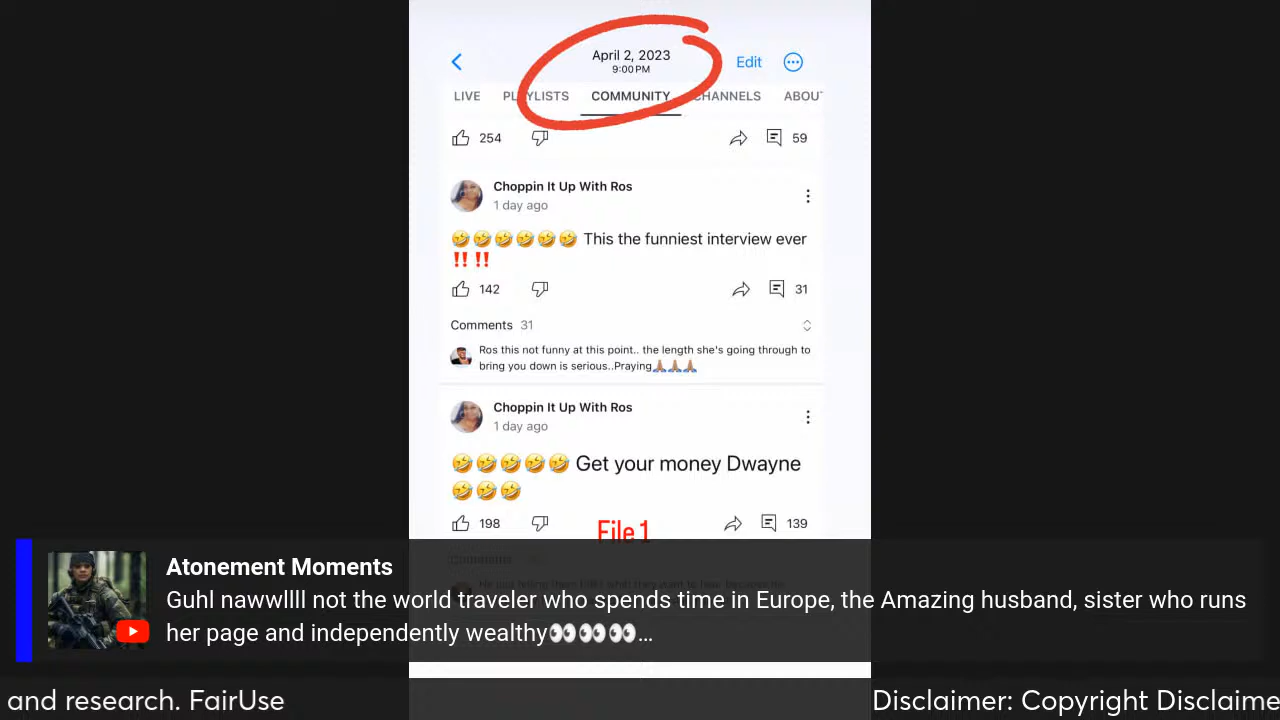 April 2, 2023
9:00 PM
Edit
LIVE PLAYLISTS COMMUNITY CHANNELS ABOU
254 59
Choppin It Up With Ros
1 day ago
🤣🤣🤣🤣🤣🤣 This the funniest interview ever
‼️‼️
142 31
Comments 31
Ros this not funny at this point.. the length she's going through to
bring you down is serious..Praying🙏🏽🙏🏽🙏🏽
Choppin It Up With Ros
1 day ago
🤣🤣🤣🤣🤣 Get your money Dwayne
🤣🤣🤣
198 139
File 1
Comments
Atonement Moments
Guhl nawwllll not the world traveler who spends time in Europe, the Amazing husband, sister who runs
her page and independently wealthy👀👀👀...
and research. FairUse
Disclaimer: Copyright Disclaime